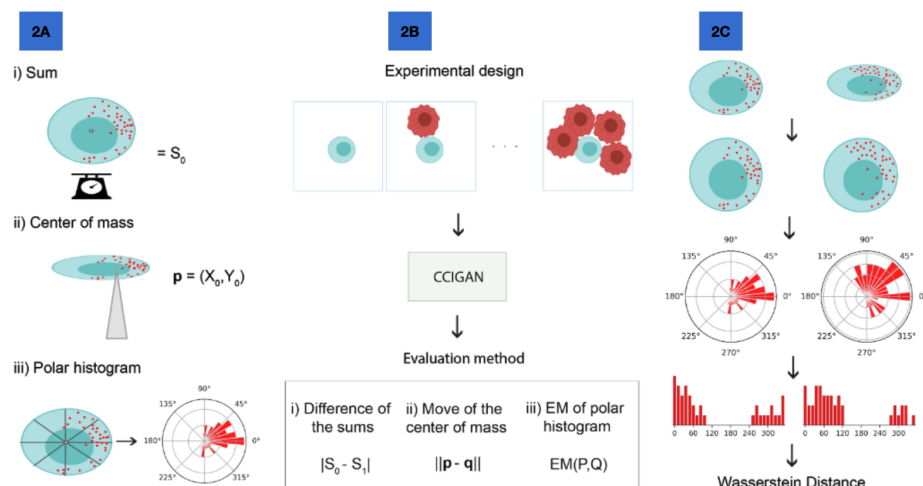 2A
i) Sum
= S0
ii) Center of mass
p = (X0,Y0)
iii) Polar histogram
90°
135°
45°
180°
0°
225°
315°
2B
Experimental design
. . .
CCIGAN
Evaluation method
i) Difference of
the sums
|S0 - S1|
ii) Move of the
center of mass
||p - q||
iii) EM of polar
histogram
EM(P,Q)
2C
90°
135°
45°
180°
0°
225°
315°
270°
90°
135°
45°
180°
0°
225°
315°
270°
0 60 120 180 240 300
0 60 120 180 240 300
Wasserstein Distance